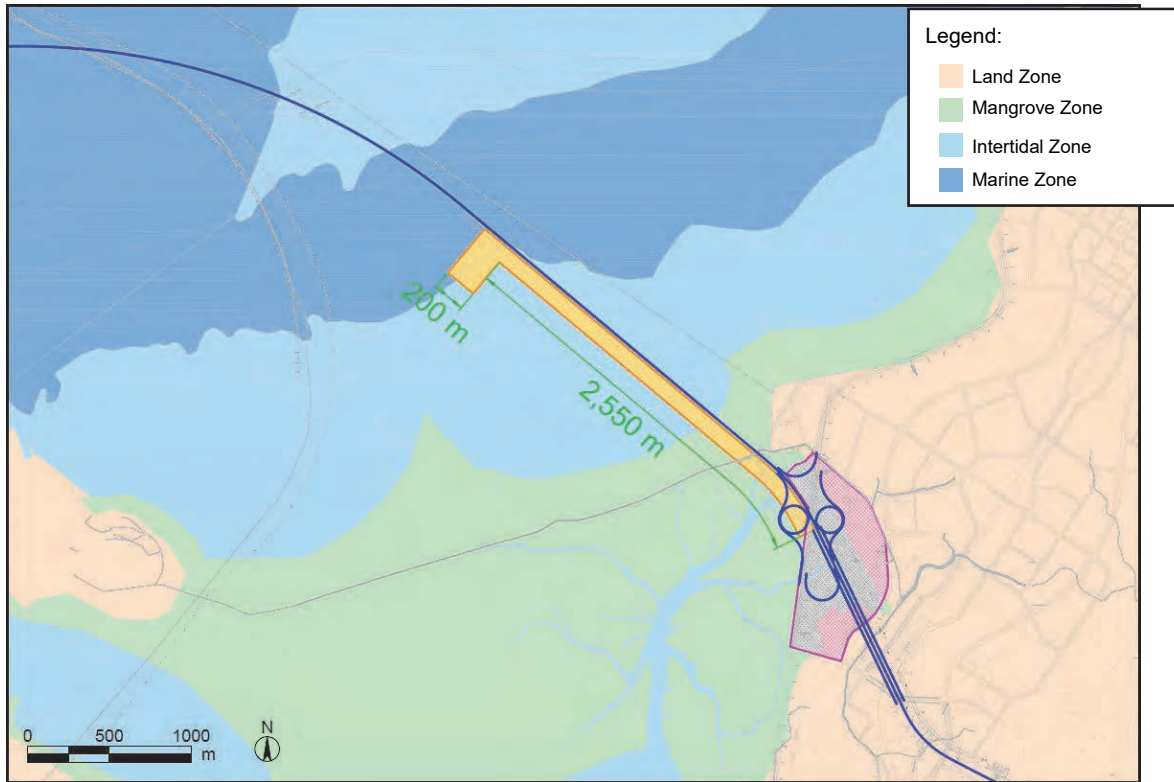 Legend:
Land Zone
Mangrove Zone
Intertidal Zone
Marine Zone
200 m
2,550 m
0 500 1000
m
N